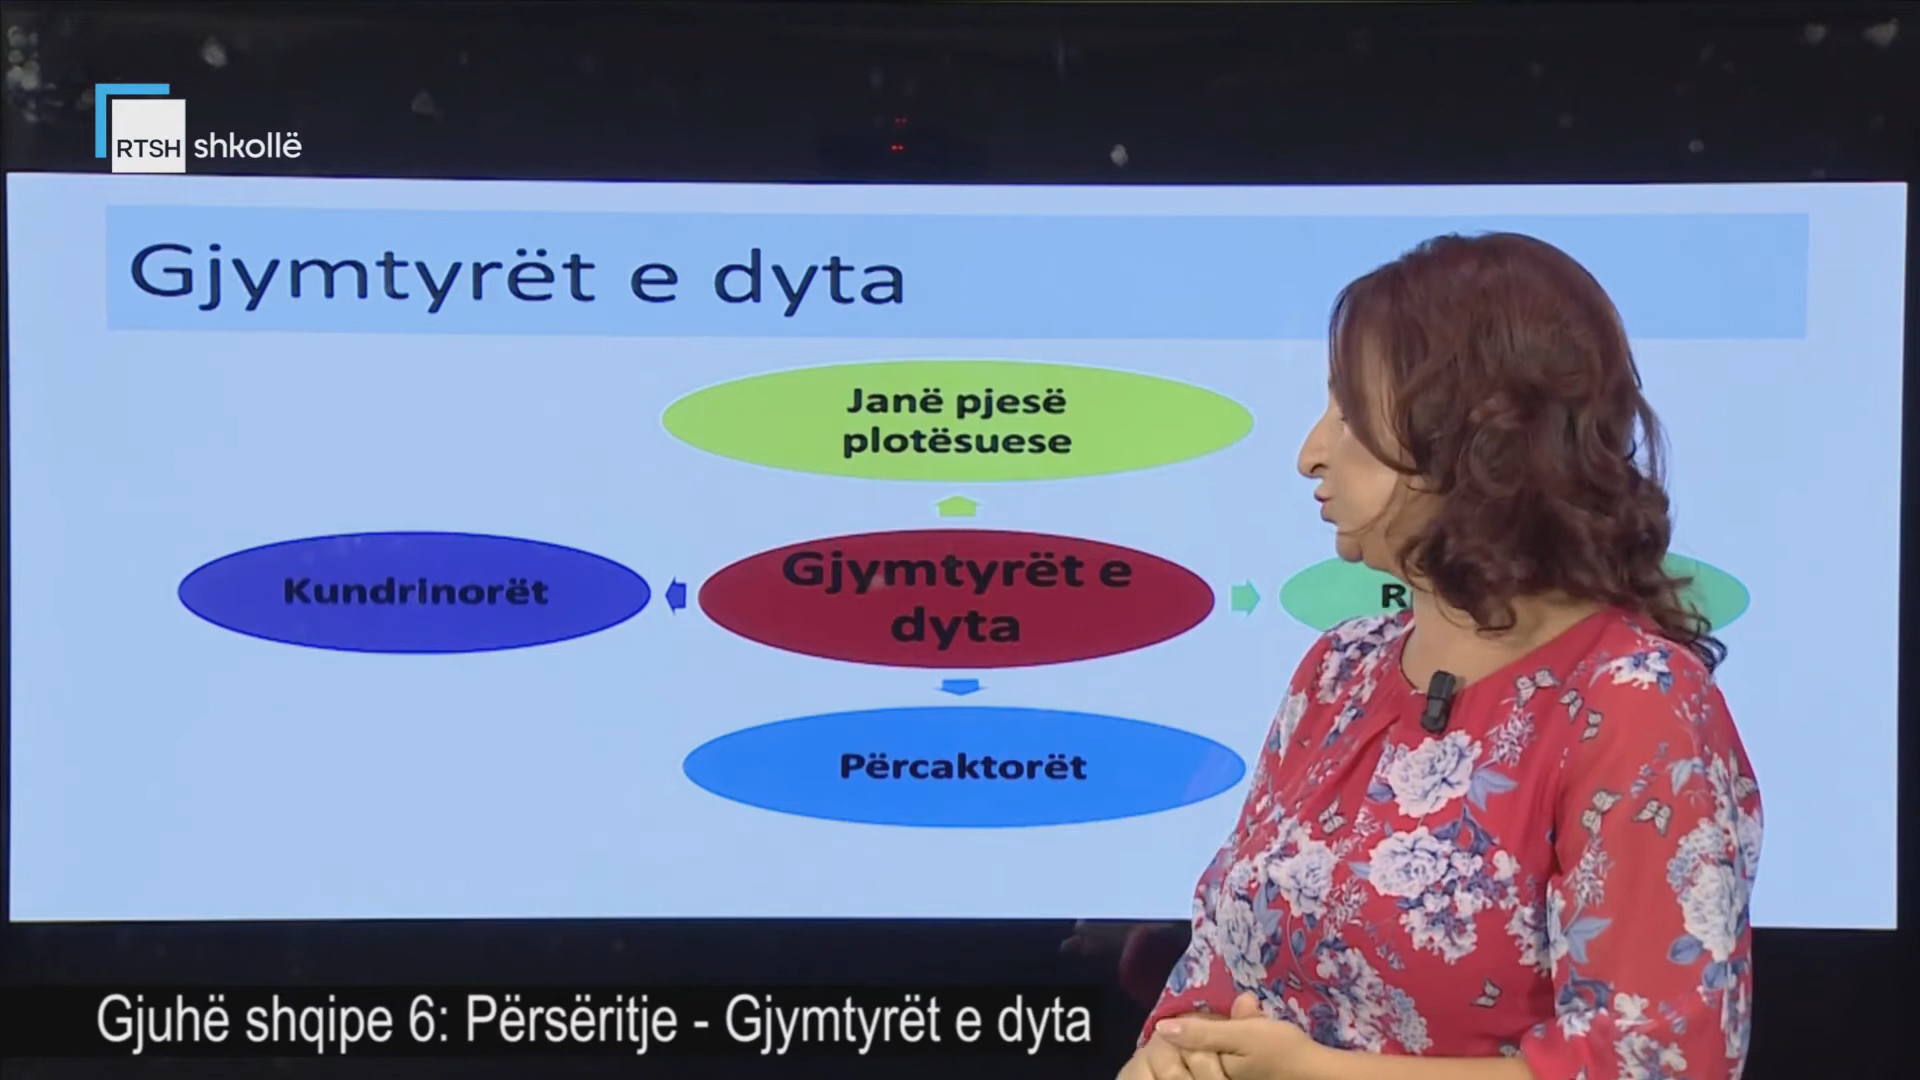 RTSH shkollë
Gjymtyrët e dyta
Janë pjesë
plotësuese
Kundrinorët
Gjymtyrët e
dyta
Përcaktorët
Gjuhë shqipe 6: Përsëritje - Gjymtyrët e dyta